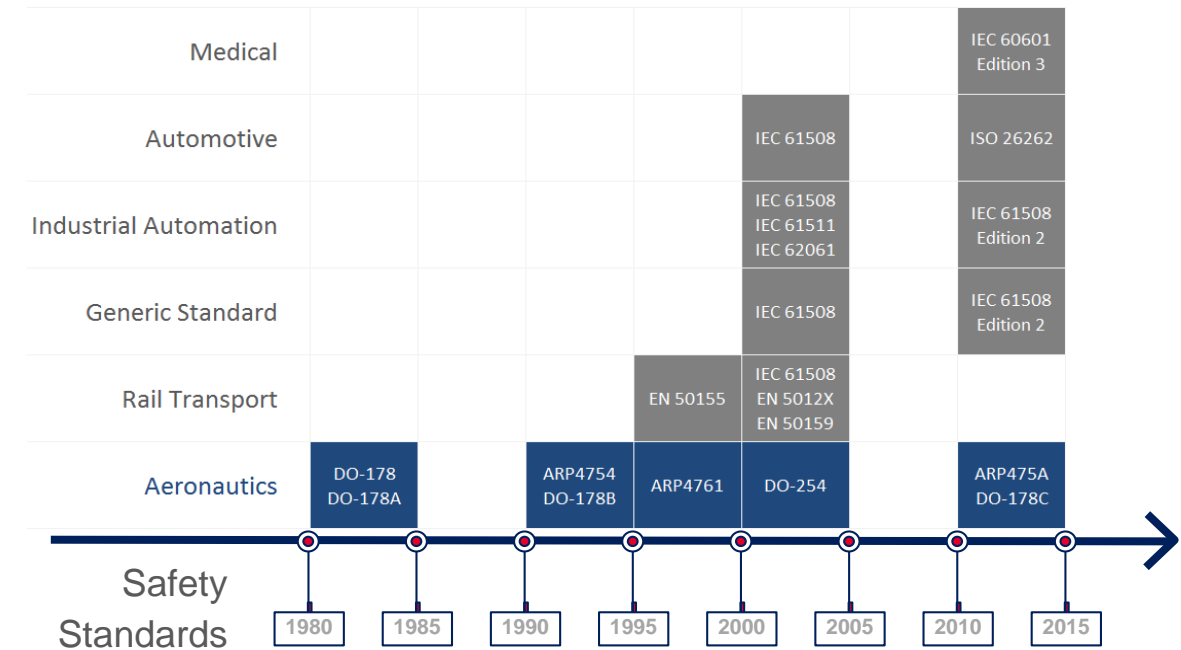 Medical
IEC 60601
Edition 3
Automotive
IEC 61508
ISO 26262
Industrial Automation
IEC 61508
IEC 61511
IEC 62061
IEC 61508
Edition 2
Generic Standard
IEC 61508
IEC 61508
Edition 2
Rail Transport
EN 50155
IEC 61508
EN 5012X
EN 50159
Aeronautics
DO-178
DO-178A
ARP4754
DO-178B
ARP4761
DO-254
ARP475A
DO-178C
Safety
Standards
1980
1985
1990
1995
2000
2005
2010
2015